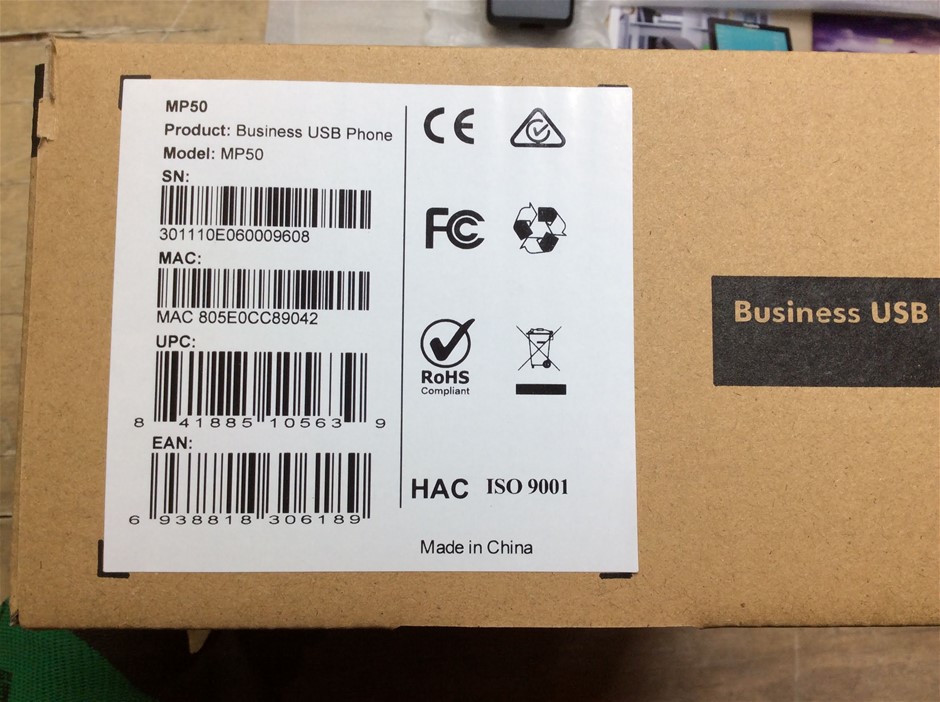 MP50
Product: Business USB Phone
Model: MP50
SN:
301110E060009608
MAC:
MAC 805E0CC89042
UPC:
8 41885 10563 9
EAN:
6 938818 306189
CE
FC
RoHS
Compliant
HAC ISO 9001
Made in China
Business USB